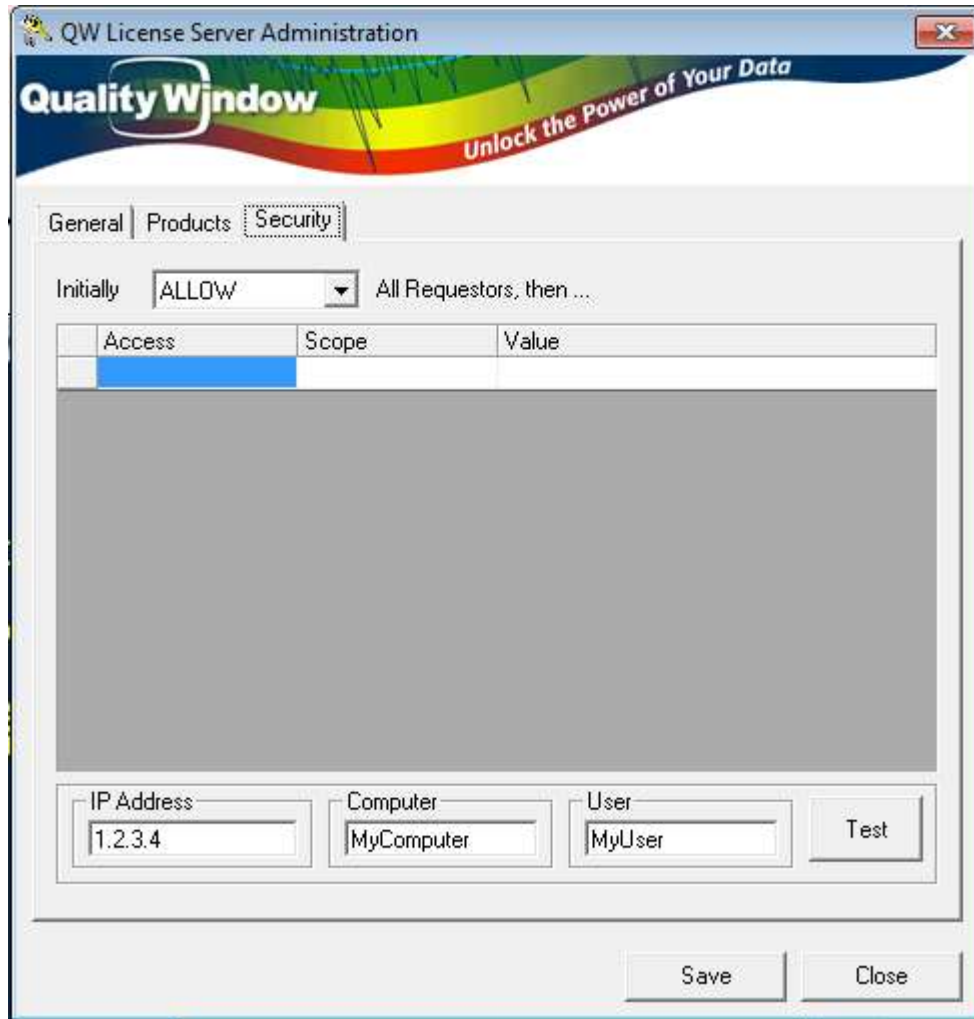 QW License Server Administration
Quality Window
Unlock the Power of Your Data
General Products Security
Initially ALLOW All Requestors, then ...
Access Scope Value
IP Address Computer User
1.2.3.4 MyComputer MyUser Test
Save Close